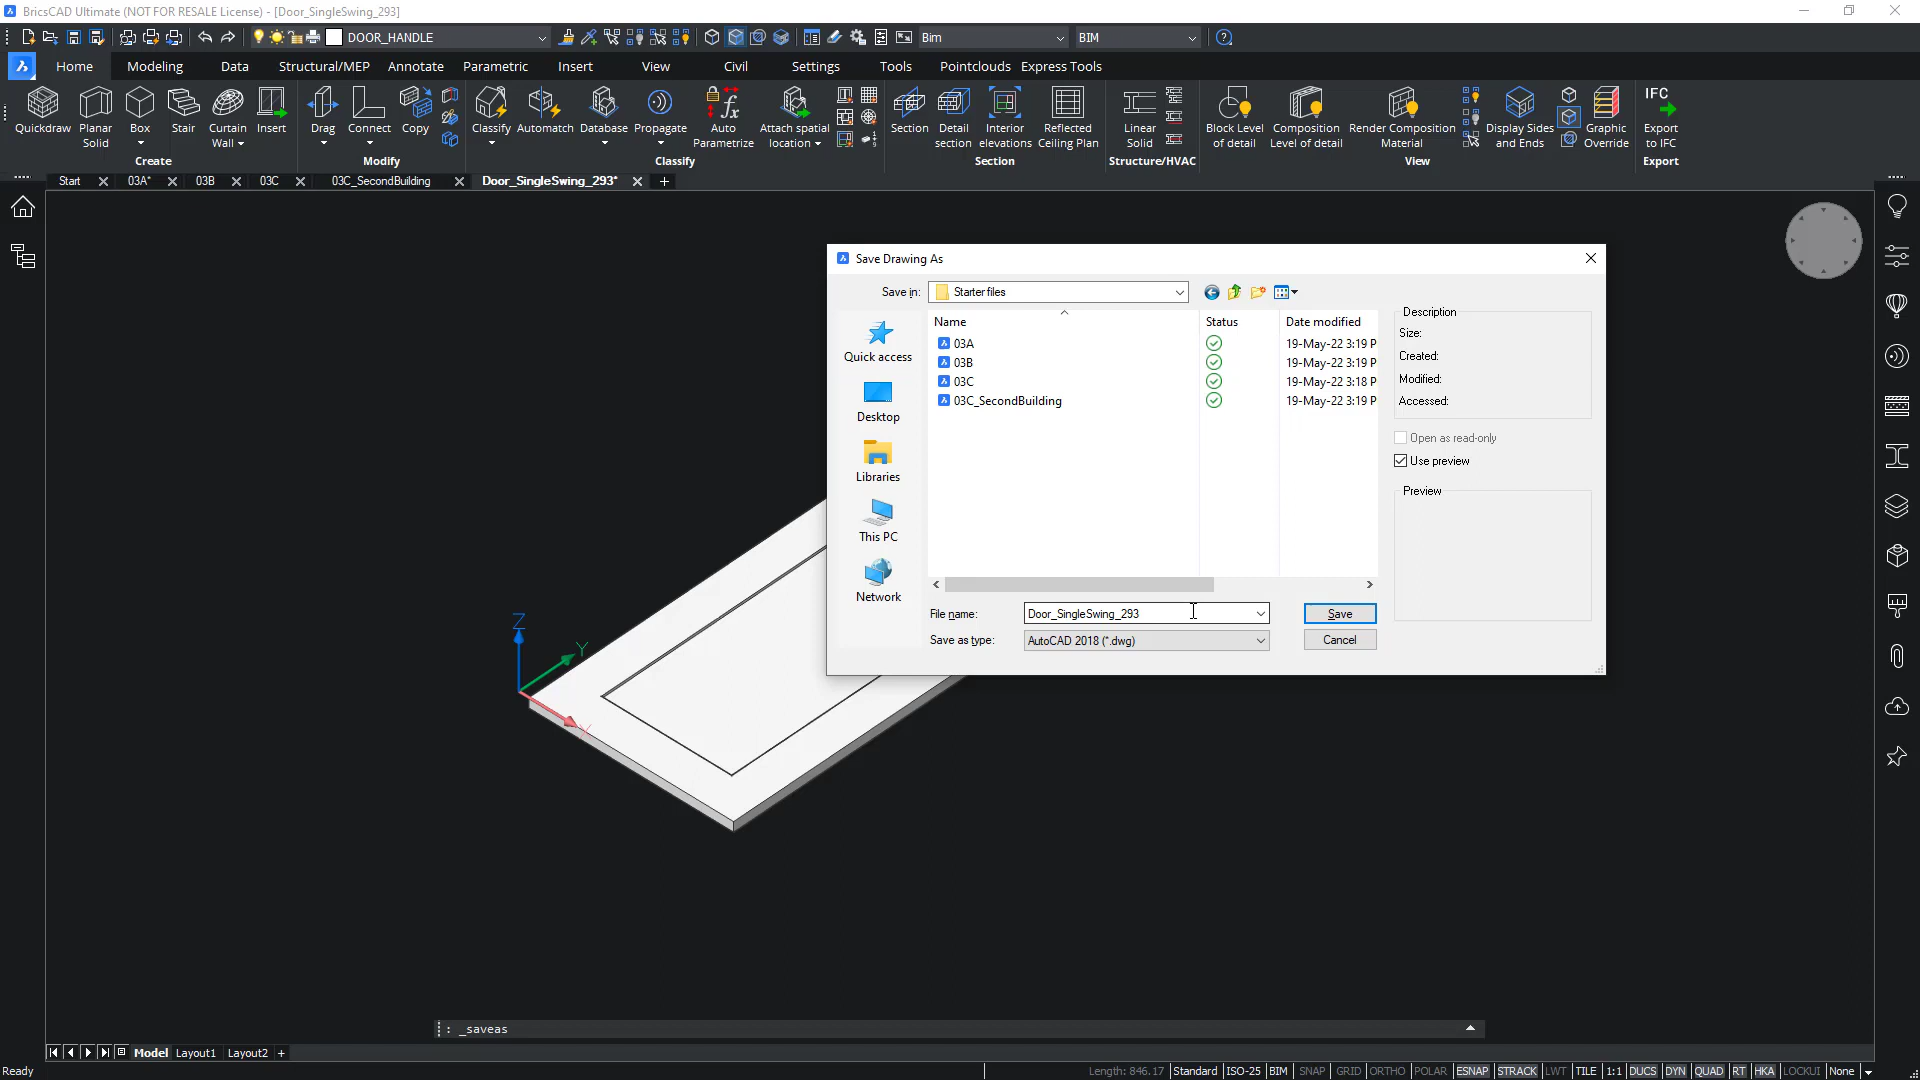 BricsCAD Ultimate (NOT FOR RESALE License) - [Door_SingleSwing_293]
DOOR_HANDLE
Bim
BIM
Home Modeling Data Structural/MEP Annotate Parametric Insert View Civil Settings Tools Pointclouds Express Tools
Quickdraw Planar Solid Box Stair Curtain Wall Insert
Create
Drag Connect Copy
Modify
Classify Automatch Database Propagate Auto Parametrize Attach spatial location
Classify
Section Detail section Interior elevations Reflected Ceiling Plan
Section
Linear Solid
Structure/HVAC
Block Level of detail Composition Level of detail Render Composition Material Display Sides and Ends Graphic Override
View
IFC
Export to IFC
Export
Start 03A* 03B 03C 03C_SecondBuilding Door_SingleSwing_293*
Save Drawing As
Save in: Starter files
Quick access
Desktop
Libraries
This PC
Network
Name Status Date modified
03A 19-May-22 3:19 P
03B 19-May-22 3:19 P
03C 19-May-22 3:18 P
03C_SecondBuilding 19-May-22 3:19 P
File name: Door_SingleSwing_293 Save
Save as type: AutoCAD 2018 (*.dwg) Cancel
Description
Size:
Created:
Modified:
Accessed:
Open as read-only
Use preview
Preview
Z
Y
X
: _saveas
Model Layout1 Layout2 +
Ready
Length: 846.17 Standard ISO-25 BIM SNAP GRID ORTHO POLAR ESNAP STRACK LWT TILE 1:1 DUCS DYN QUAD RT HKA LOCKUI None